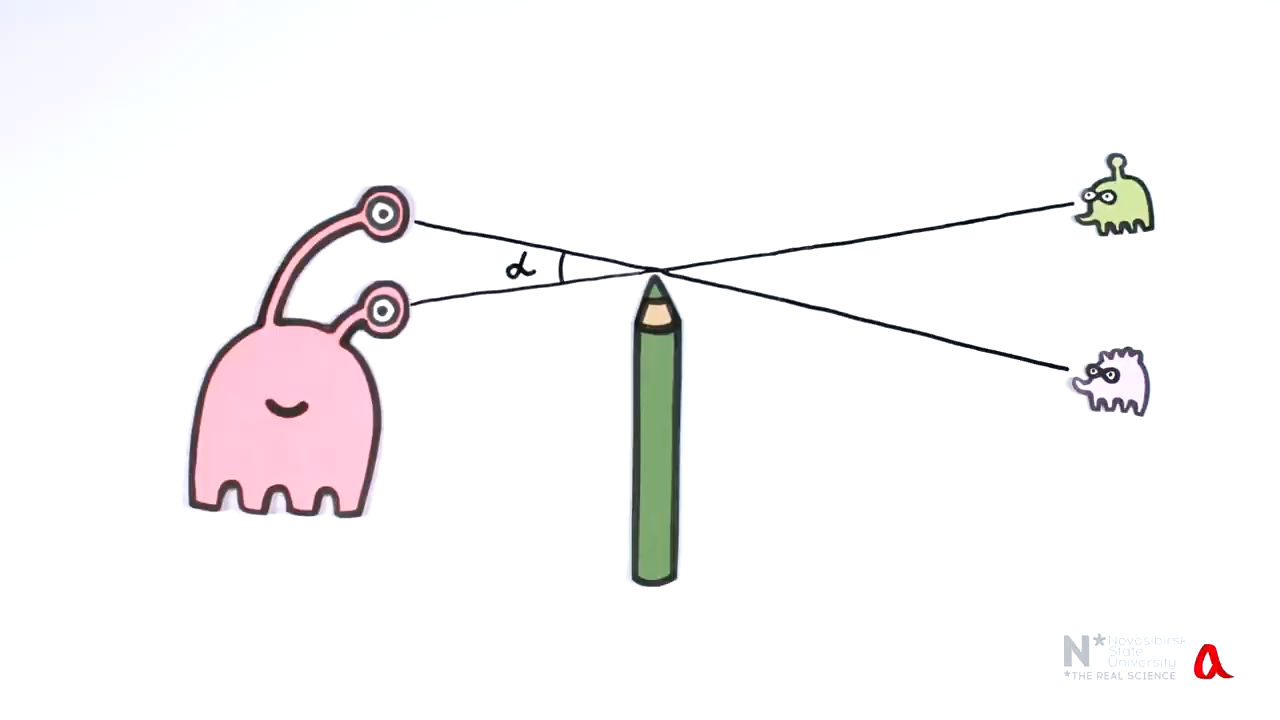 α
N*
Novosibirsk
State
University
*THE REAL SCIENCE
a